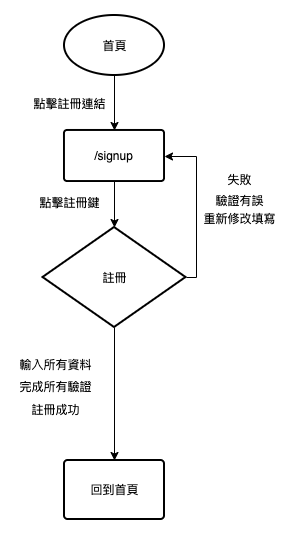 首頁
點擊註冊連結
/signup
點擊註冊鍵
失敗
驗證有誤
重新修改填寫
註冊
輸入所有資料
完成所有驗證
註冊成功
回到首頁